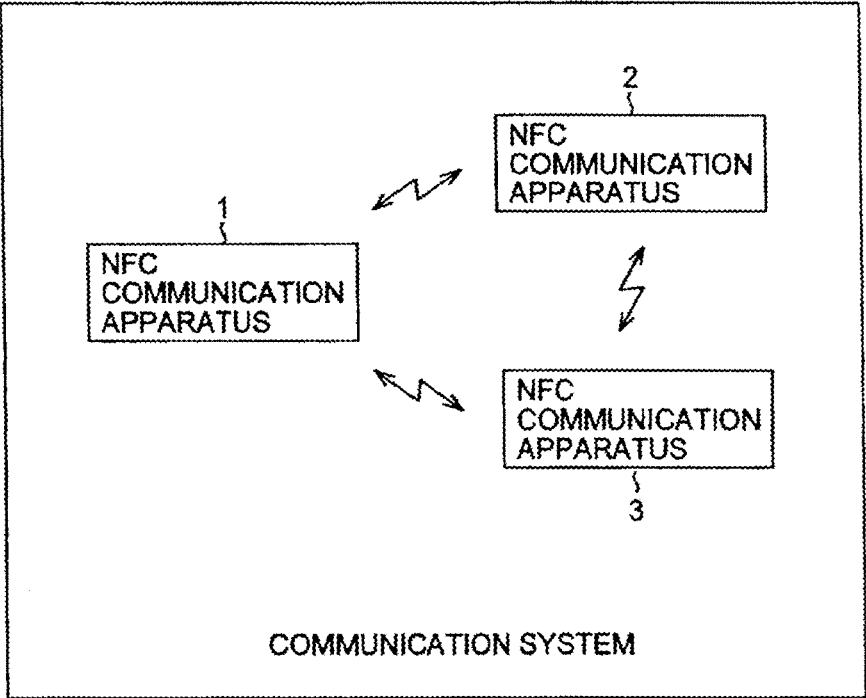 2
NFC
COMMUNICATION
APPARATUS
1
NFC
COMMUNICATION
APPARATUS
NFC
COMMUNICATION
APPARATUS
3
COMMUNICATION SYSTEM